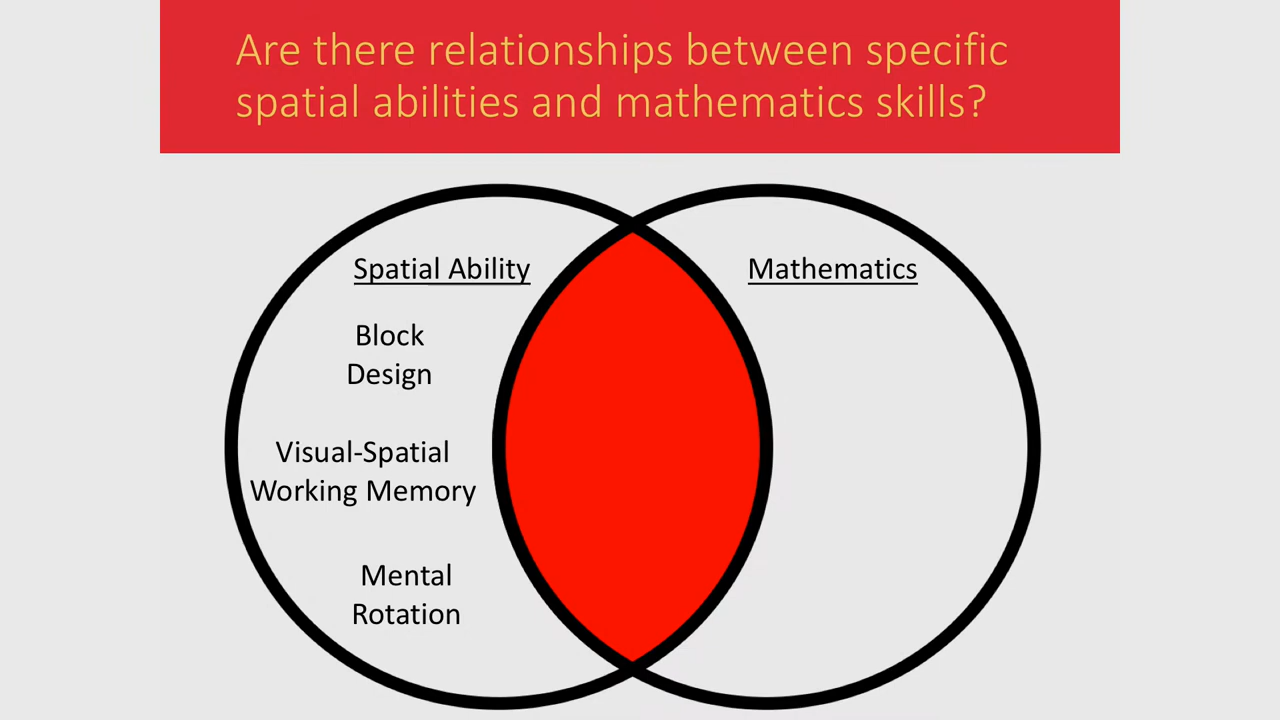 Are there relationships between specific
spatial abilities and mathematics skills?
Spatial Ability
Mathematics
Block
Design
Visual-Spatial
Working Memory
Mental
Rotation